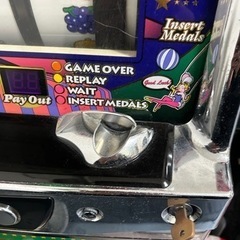 Insert
Medals
GAME OVER
REPLAY
WAIT
INSERT MEDALS
Pay Out
Good Luck!